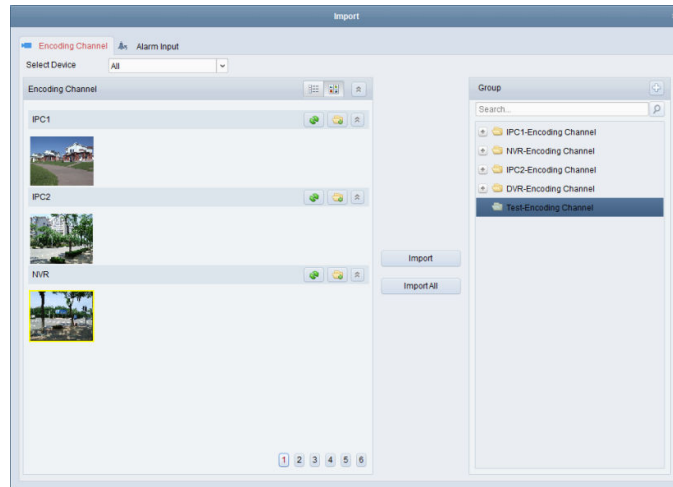 Import
Encoding Channel
Alarm Input
Select Device
All
Encoding Channel
IPC1
IPC2
NVR
1 2 3 4 5 6
Import
Import All
Group
Search...
IPC1-Encoding Channel
NVR-Encoding Channel
IPC2-Encoding Channel
DVR-Encoding Channel
Test-Encoding Channel